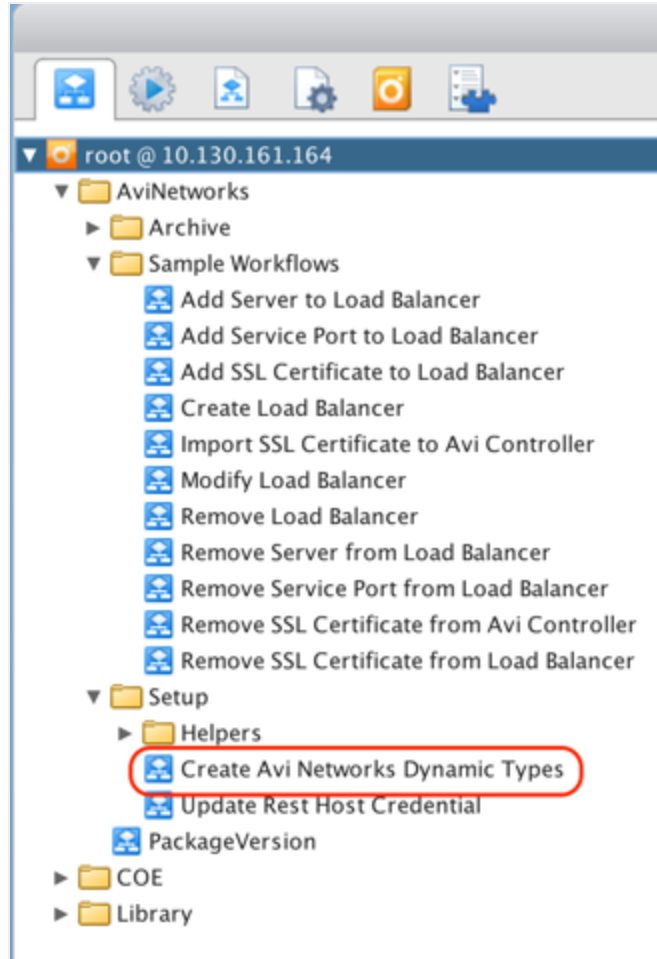 root @ 10.130.161.164
AviNetworks
Archive
Sample Workflows
Add Server to Load Balancer
Add Service Port to Load Balancer
Add SSL Certificate to Load Balancer
Create Load Balancer
Import SSL Certificate to Avi Controller
Modify Load Balancer
Remove Load Balancer
Remove Server from Load Balancer
Remove Service Port from Load Balancer
Remove SSL Certificate from Avi Controller
Remove SSL Certificate from Load Balancer
Setup
Helpers
Create Avi Networks Dynamic Types
Update Rest Host Credential
PackageVersion
COE
Library